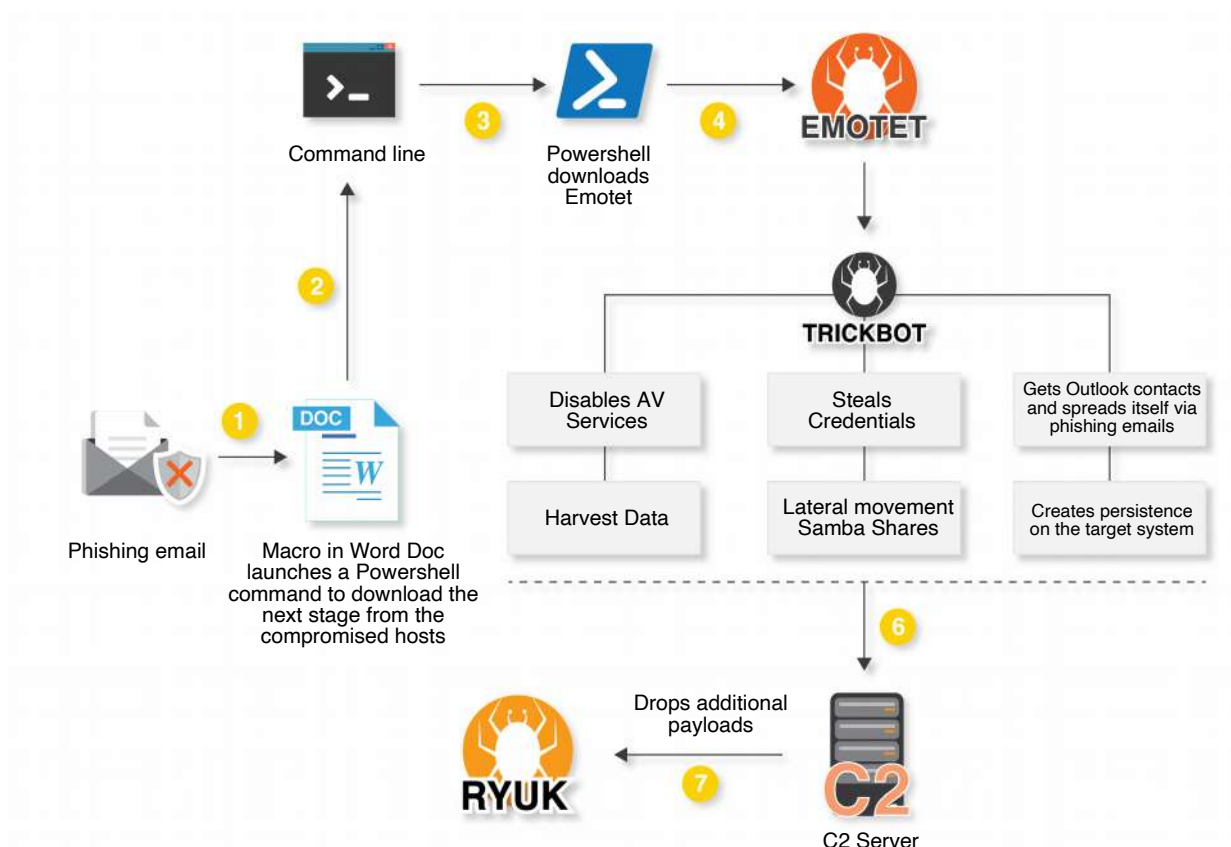 3
4
EMOTET
Command line
Powershell
downloads
Emotet
2
TRICKBOT
1
DOC
W
Disables AV
Services
Steals
Credentials
Gets Outlook contacts
and spreads itself via
phishing emails
Harvest Data
Lateral movement
Samba Shares
Creates persistence
on the target system
Phishing email
Macro in Word Doc
launches a Powershell
command to download the
next stage from the
compromised hosts
6
Drops additional
payloads
7
RYUK
C2
C2 Server